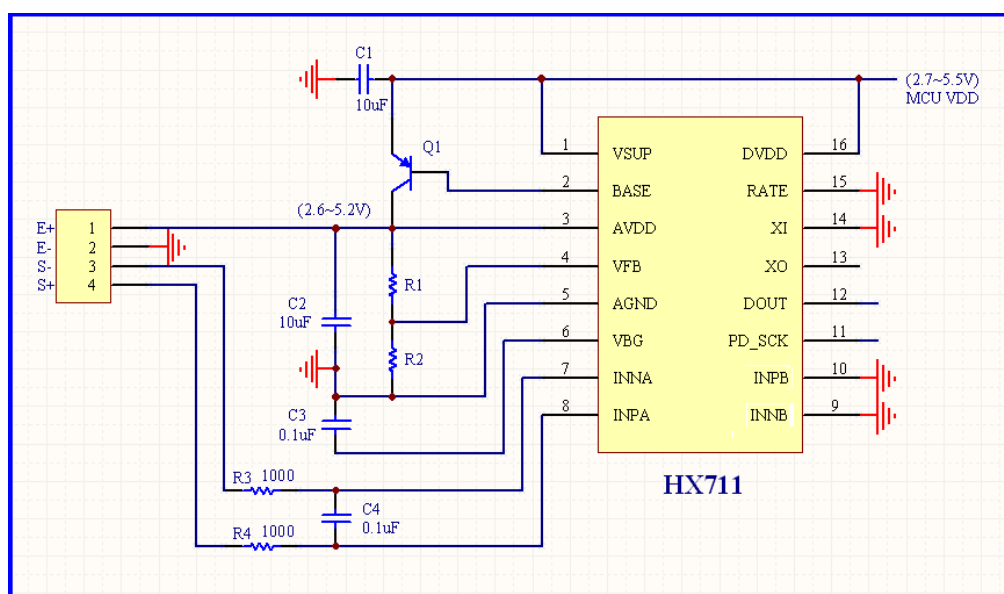 C1
10uF
(2.7~5.5V)
MCU VDD
Q1
(2.6~5.2V)
E+ 1
E- 2
S- 3
S+ 4
R1
C2
10uF
R2
C3
0.1uF
R3 1000
C4
0.1uF
R4 1000
1 VSUP DVDD 16
2 BASE RATE 15
3 AVDD XI 14
4 VFB XO 13
5 AGND DOUT 12
6 VBG PD_SCK 11
7 INNA INPB 10
8 INPA INNB 9
HX711